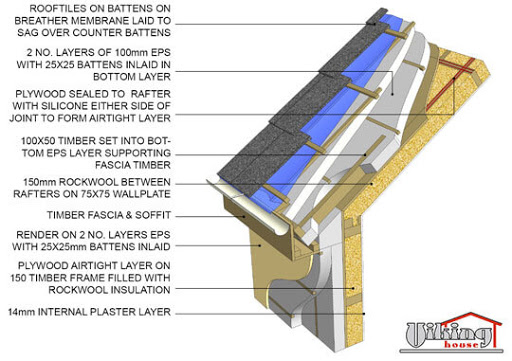 ROOFTILES ON BATTENS ON
BREATHER MEMBRANE LAID TO
SAG OVER COUNTER BATTENS
2 NO. LAYERS OF 100mm EPS
WITH 25X25 BATTENS INLAID IN
BOTTOM LAYER
PLYWOOD SEALED TO RAFTER
WITH SILICONE EITHER SIDE OF
JOINT TO FORM AIRTIGHT LAYER
100X50 TIMBER SET INTO BOT-
TOM EPS LAYER SUPPORTING
FASCIA TIMBER
150mm ROCKWOOL BETWEEN
RAFTERS ON 75X75 WALLPLATE
TIMBER FASCIA & SOFFIT
RENDER ON 2 NO. LAYERS EPS
WITH 25X25mm BATTENS INLAID
PLYWOOD AIRTIGHT LAYER ON
150 TIMBER FRAME FILLED WITH
ROCKWOOL INSULATION
14mm INTERNAL PLASTER LAYER
Viking
house